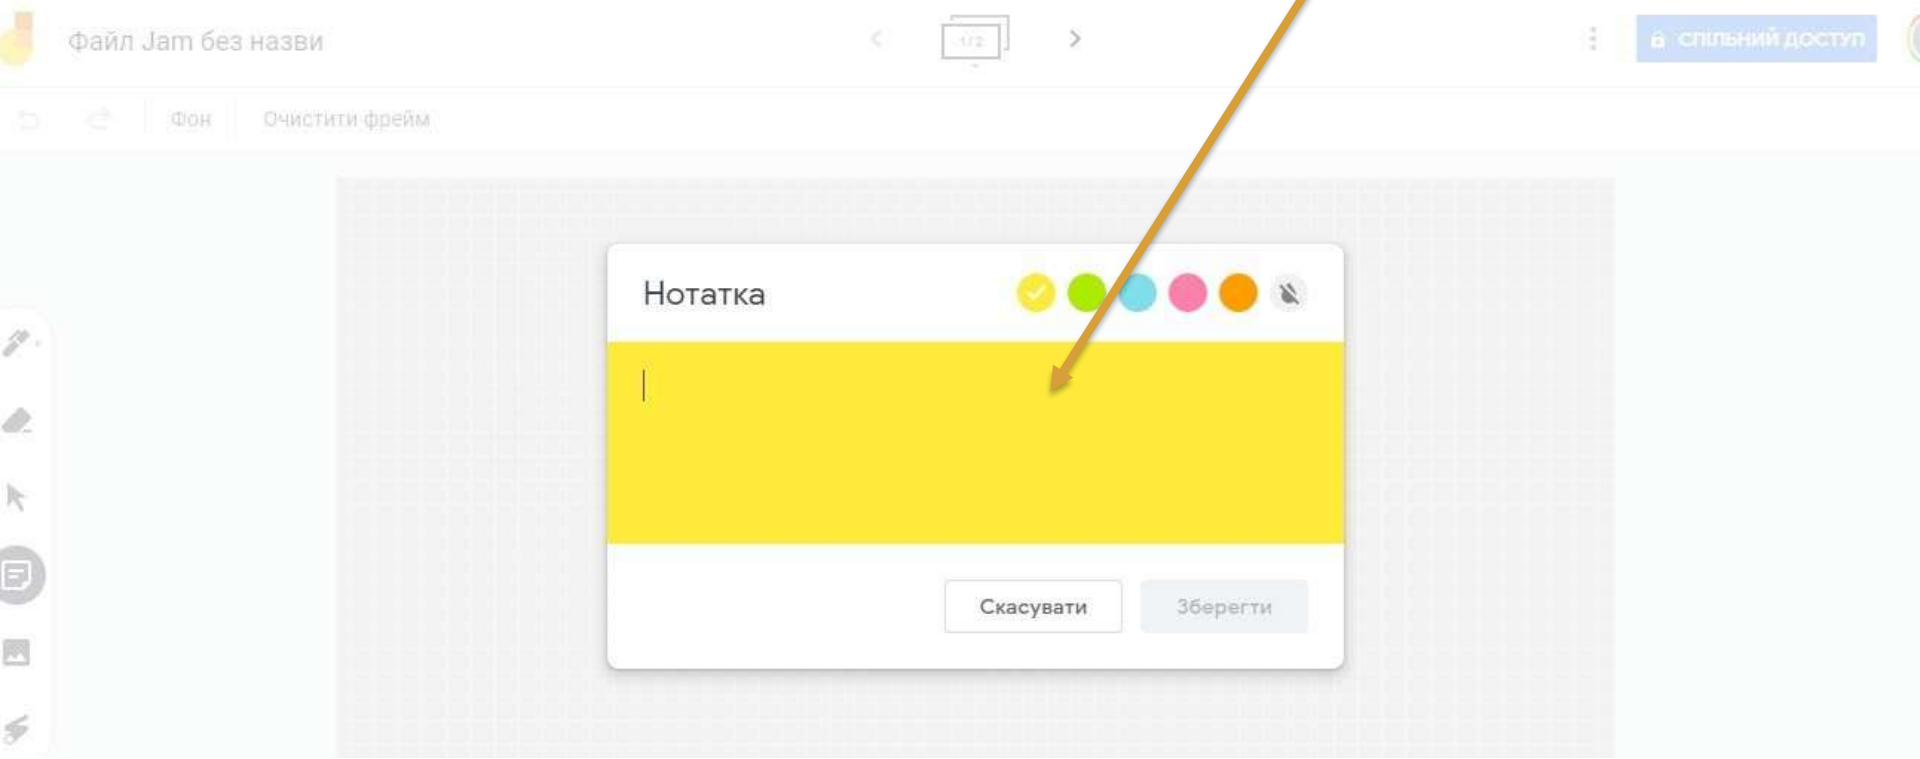 Файл Jam без назви
1/2
СПІЛЬНИЙ ДОСТУП
Фон
Очистити фрейм
Нотатка
Скасувати
Зберегти